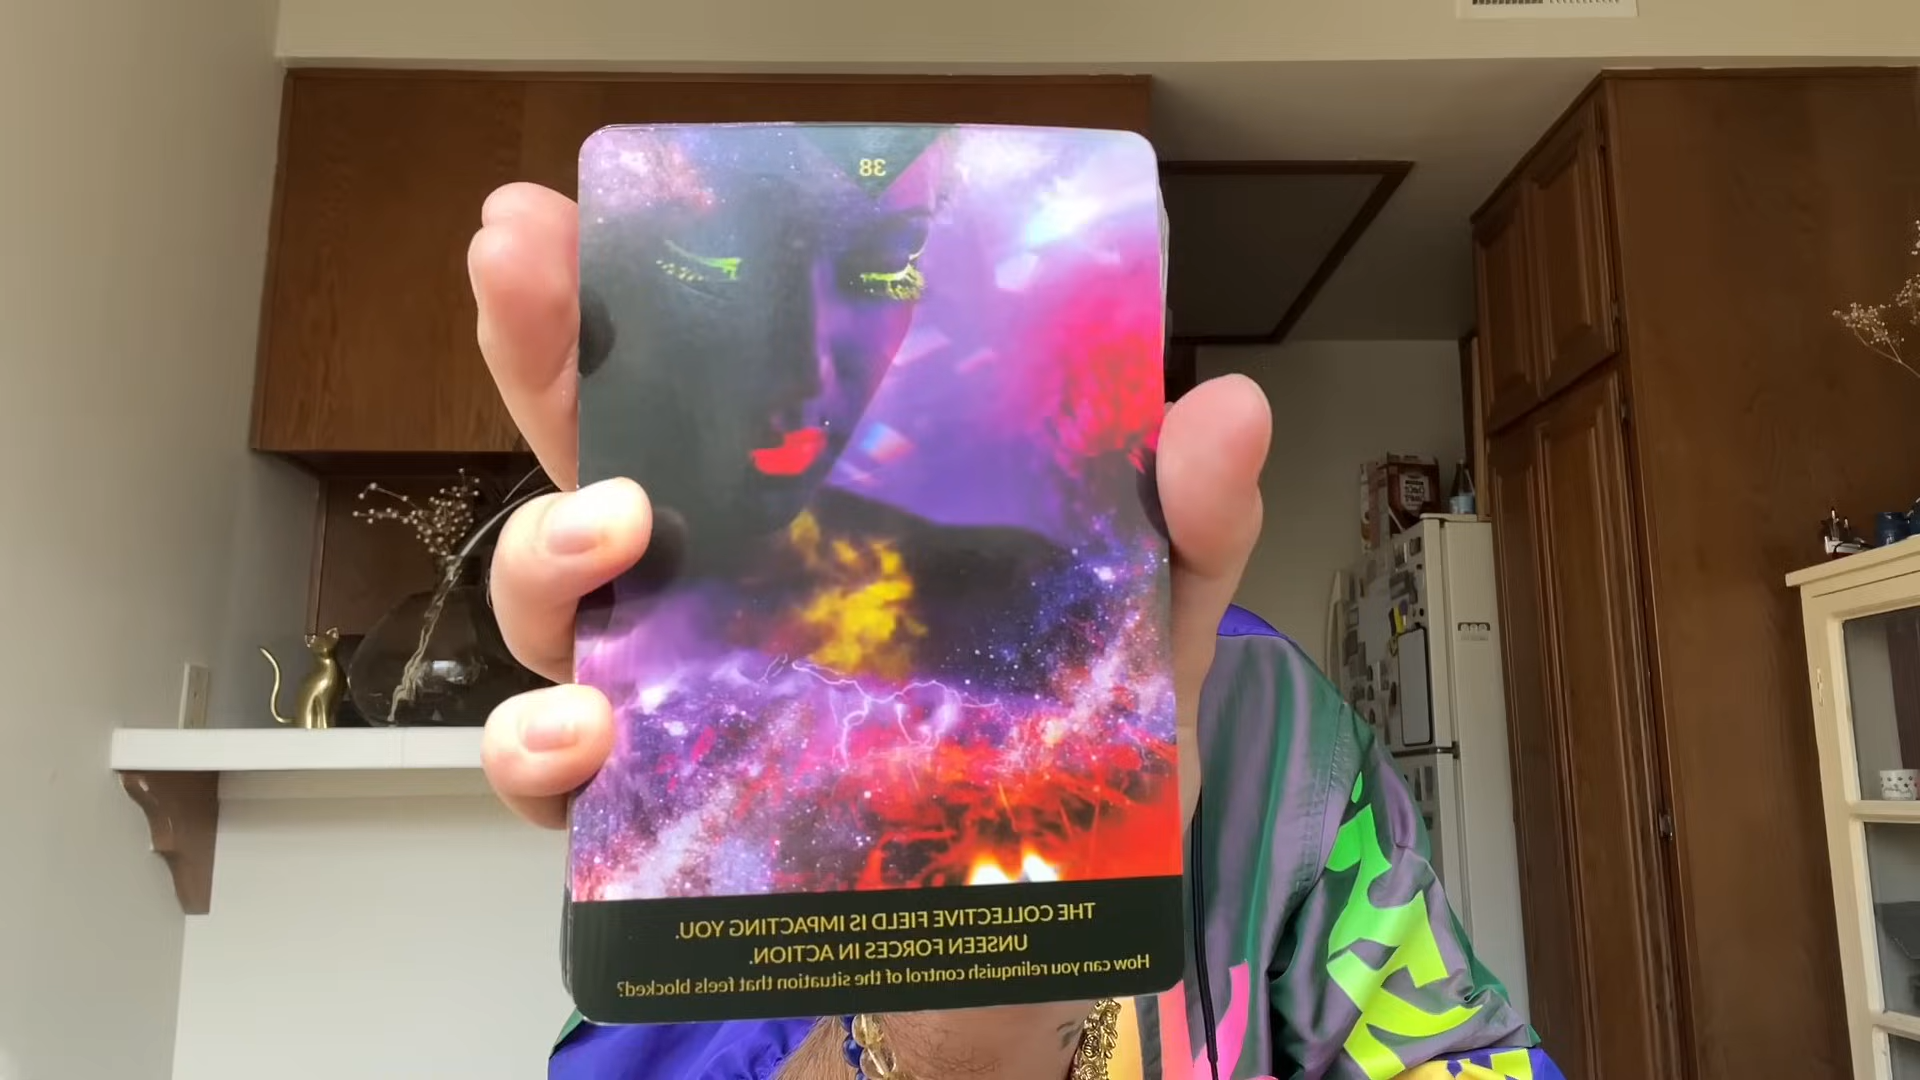 38
THE COLLECTIVE FIELD IS IMPACTING YOU.
UNSEEN FORCES IN ACTION.
How can you relinquish control of the situation that feels blocked?